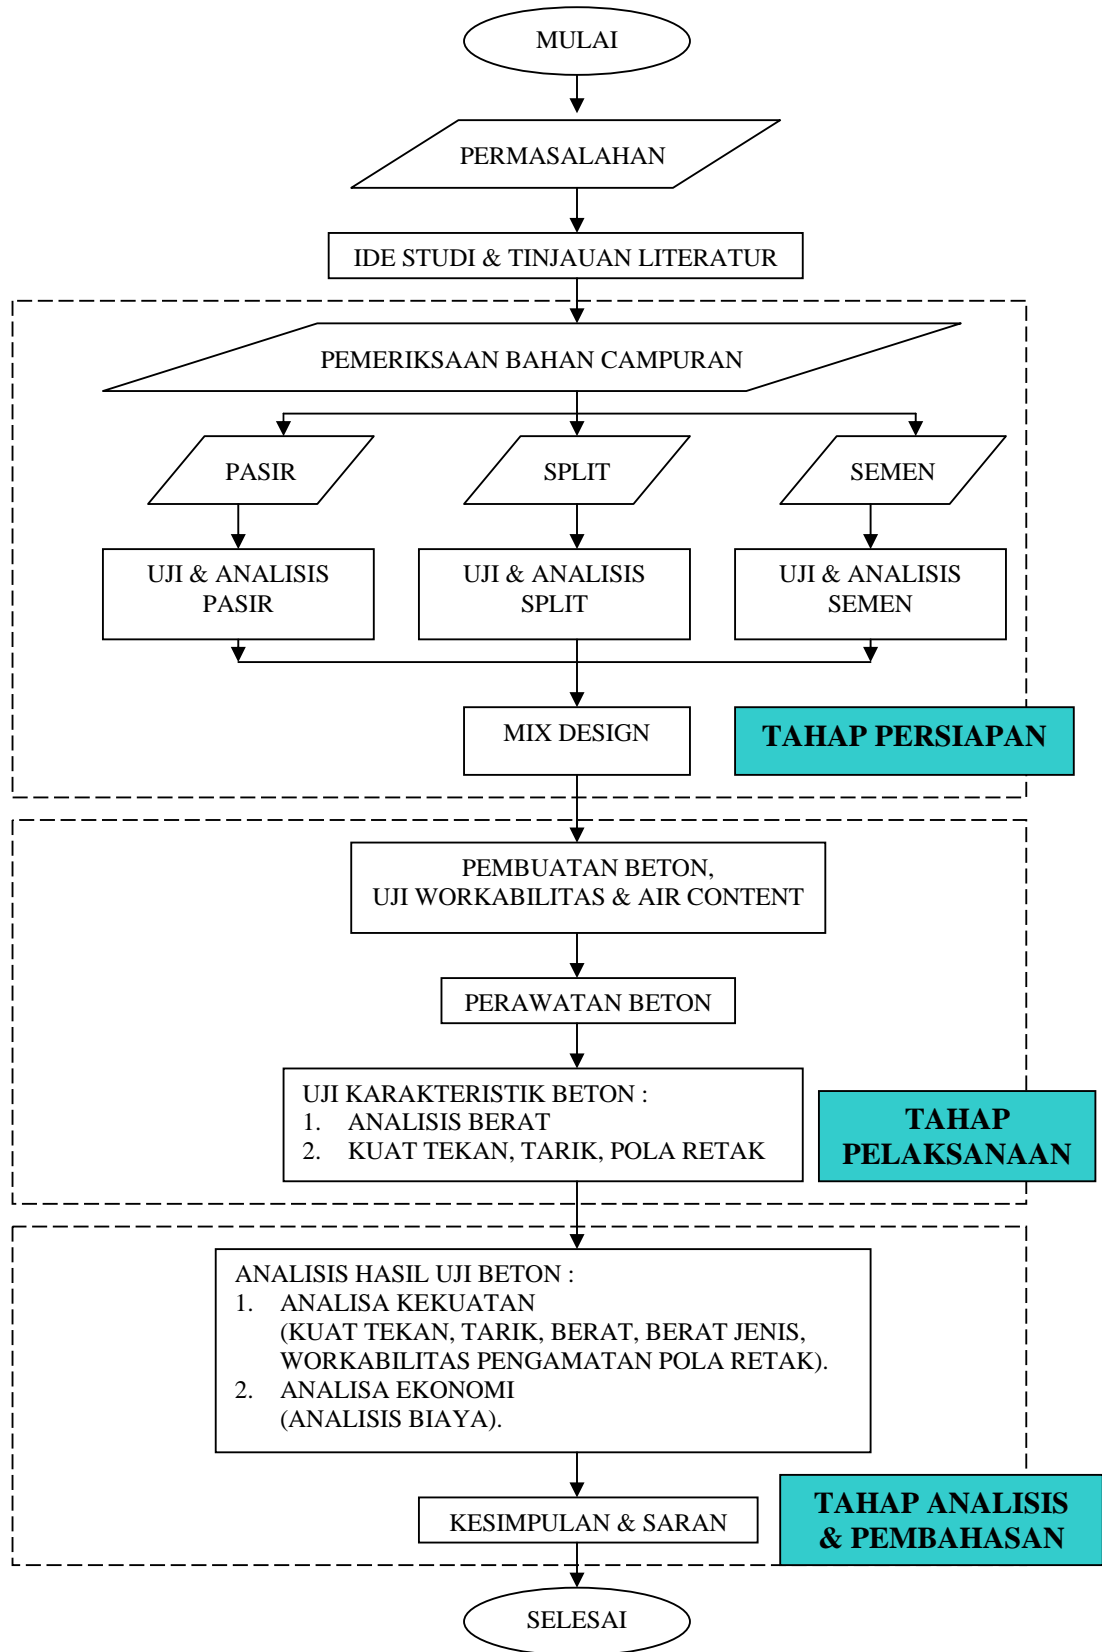 MULAI
PERMASALAHAN
IDE STUDI & TINJAUAN LITERATUR
PEMERIKSAAN BAHAN CAMPURAN
PASIR
SPLIT
SEMEN
UJI & ANALISIS
PASIR
UJI & ANALISIS
SPLIT
UJI & ANALISIS
SEMEN
MIX DESIGN
TAHAP PERSIAPAN
PEMBUATAN BETON,
UJI WORKABILITAS & AIR CONTENT
PERAWATAN BETON
UJI KARAKTERISTIK BETON :
1. ANALISIS BERAT
2. KUAT TEKAN, TARIK, POLA RETAK
TAHAP
PELAKSANAAN
ANALISIS HASIL UJI BETON :
1. ANALISA KEKUATAN
(KUAT TEKAN, TARIK, BERAT, BERAT JENIS,
WORKABILITAS PENGAMATAN POLA RETAK).
2. ANALISA EKONOMI
(ANALISIS BIAYA).
KESIMPULAN & SARAN
TAHAP ANALISIS
& PEMBAHASAN
SELESAI